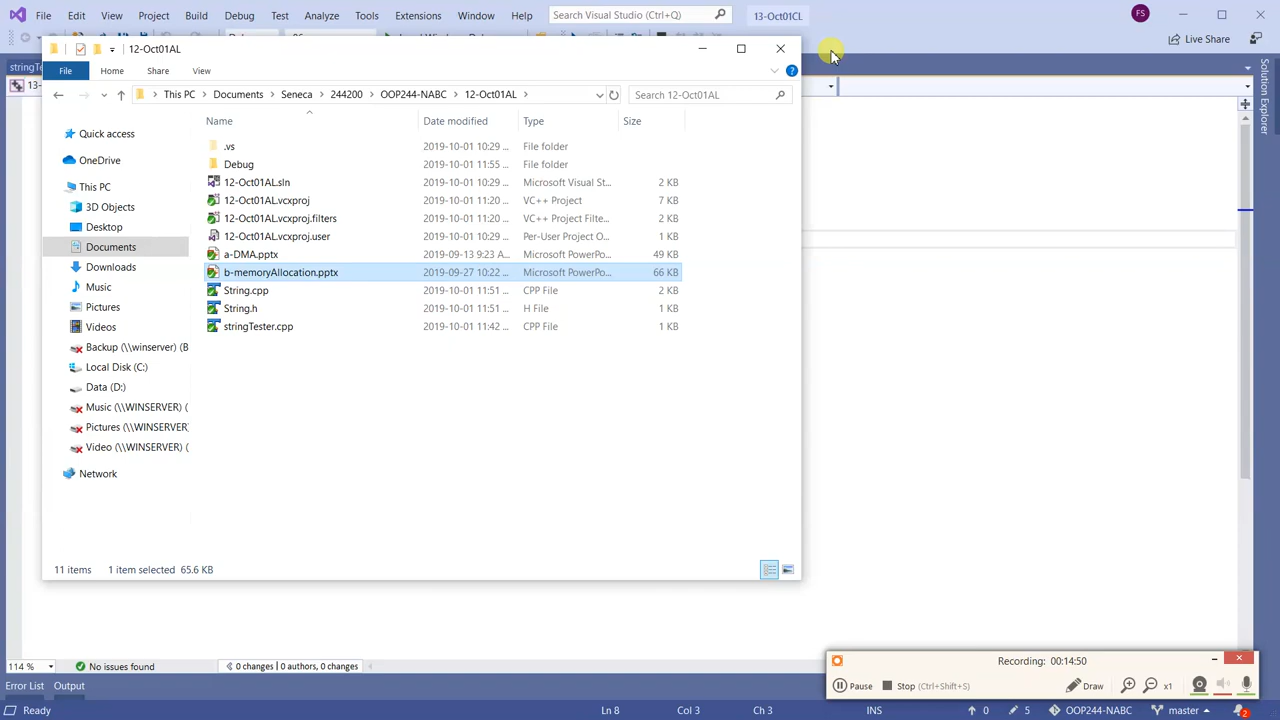 File
Edit
View
Project
Build
Debug
Test
Analyze
Tools
Extensions
Window
Help
Search Visual Studio (Ctrl+Q)
13-Oct01CL
FS
Live Share
12-Oct01AL
File
Home
Share
View
This PC
Documents
Seneca
244200
OOP244-NABC
12-Oct01AL
Search 12-Oct01AL
Solution Explorer
Name
Date modified
Type
Size
Quick access
OneDrive
This PC
3D Objects
Desktop
Documents
Downloads
Music
Pictures
Videos
Backup (\\winserver) (B
Local Disk (C:)
Data (D:)
Music (\\WINSERVER) (
Pictures (\\WINSERVER)
Video (\\WINSERVER) (
Network
.vs 2019-10-01 10:29 ... File folder
Debug 2019-10-01 11:55 ... File folder
12-Oct01AL.sln 2019-10-01 10:29 ... Microsoft Visual St... 2 KB
12-Oct01AL.vcxproj 2019-10-01 11:20 ... VC++ Project 7 KB
12-Oct01AL.vcxproj.filters 2019-10-01 11:20 ... VC++ Project Filte... 2 KB
12-Oct01AL.vcxproj.user 2019-10-01 10:29 ... Per-User Project O... 1 KB
a-DMA.pptx 2019-09-13 9:23 A... Microsoft PowerPo... 49 KB
b-memoryAllocation.pptx 2019-09-27 10:22 ... Microsoft PowerPo... 66 KB
String.cpp 2019-10-01 11:51 ... CPP File 2 KB
String.h 2019-10-01 11:51 ... H File 1 KB
stringTester.cpp 2019-10-01 11:42 ... CPP File 1 KB
11 items 1 item selected 65.6 KB
114 %
No issues found
0 changes | 0 authors, 0 changes
Recording: 00:14:50
Pause
Stop (Ctrl+Shift+S)
Draw
x1
Error List
Output
Ready
Ln 8
Col 3
Ch 3
INS
0
5
OOP244-NABC
master
2